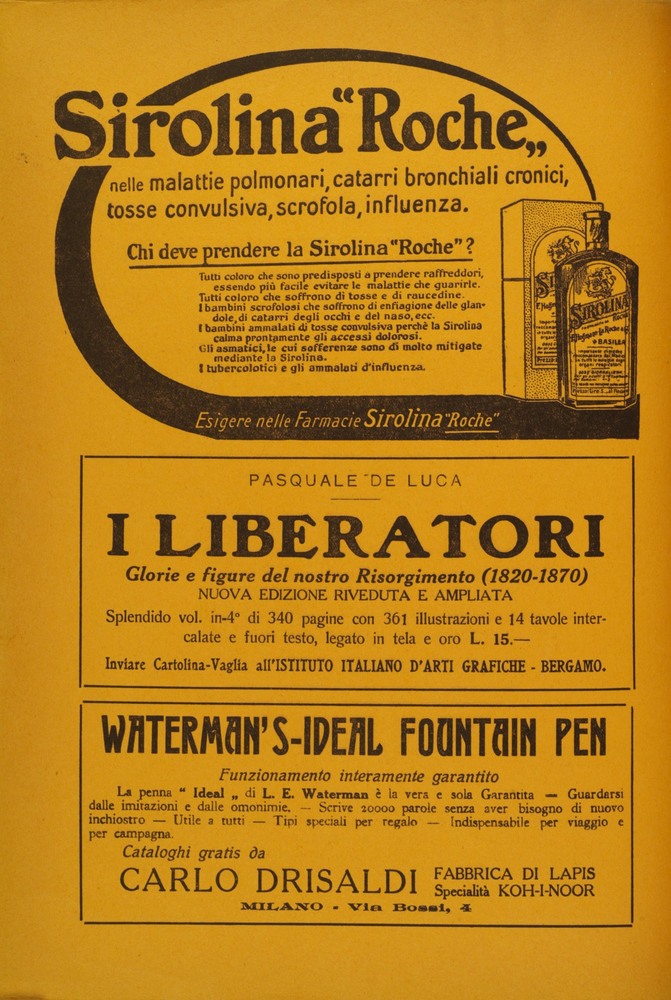 Sirolina "Roche„
nelle malattie polmonari, catarri bronchiali cronici,
tosse convulsiva, scrofola, influenza.
Chi deve prendere la Sirolina "Roche"?
Tutti coloro che sono predisposti a prendere raffreddori,
essendo più facile evitare le malattie che guarirle.
Tutti coloro che soffrono di tosse e di raucedine.
I bambini scrofolosi che soffrono di enfiagione delle glan-
dole, di catarri degli occhi e del naso, ecc.
I bambini ammalati di tosse convulsiva perchè la Sirolina
calma prontamente gli accessi dolorosi.
Gli asmatici, le cui sofferenze sono di molto mitigate
mediante la Sirolina.
I tubercolotici e gli ammalati d'influenza.
SIROLINA
BASILEA
Esigere nelle Farmacie Sirolina "Roche"
PASQUALE DE LUCA
I LIBERATORI
Glorie e figure del nostro Risorgimento (1820-1870)
NUOVA EDIZIONE RIVEDUTA E AMPLIATA
Splendido vol. in-4° di 340 pagine con 361 illustrazioni e 14 tavole inter-
calate e fuori testo, legato in tela e oro L. 15.—
Inviare Cartolina-Vaglia all'ISTITUTO ITALIANO D'ARTI GRAFICHE - BERGAMO.
WATERMAN'S-IDEAL FOUNTAIN PEN
Funzionamento interamente garantito
La penna " Ideal „ di L. E. Waterman è la vera e sola Garantita — Guardarsi
dalle imitazioni e dalle omonimie. — Scrive 20000 parole senza aver bisogno di nuovo
inchiostro — Utile a tutti — Tipi speciali per regalo — Indispensabile per viaggio e
per campagna.
Cataloghi gratis da
CARLO DRISALDI FABBRICA DI LAPIS
Specialità KOH-I-NOOR
MILANO - Via Bossi, 4